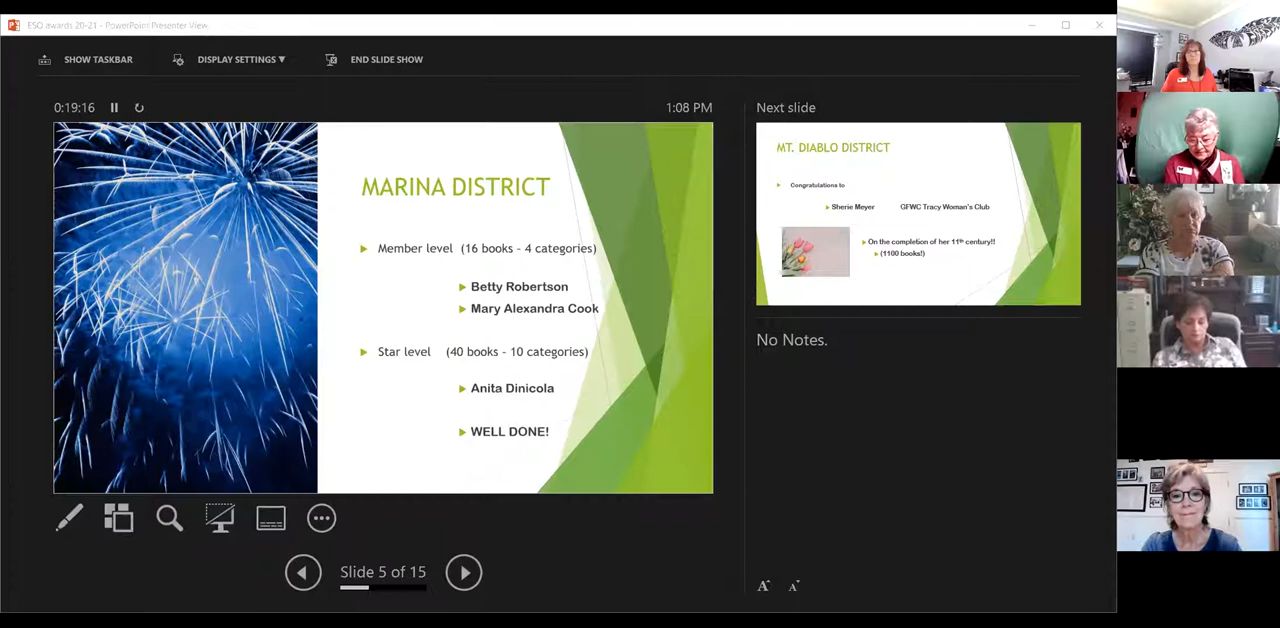 ESO awards 20-21 - PowerPoint Presenter View
SHOW TASKBAR
DISPLAY SETTINGS ▼
END SLIDE SHOW
0:19:16
1:08 PM
Next slide
MARINA DISTRICT
Member level (16 books - 4 categories)
Betty Robertson
Mary Alexandra Cook
Star level (40 books - 10 categories)
Anita Dinicola
WELL DONE!
MT. DIABLO DISTRICT
Congratulations to
Sherie Meyer GFWC Tracy Woman's Club
On the completion of her 11th century!!
(1100 books!)
No Notes.
Slide 5 of 15
A A